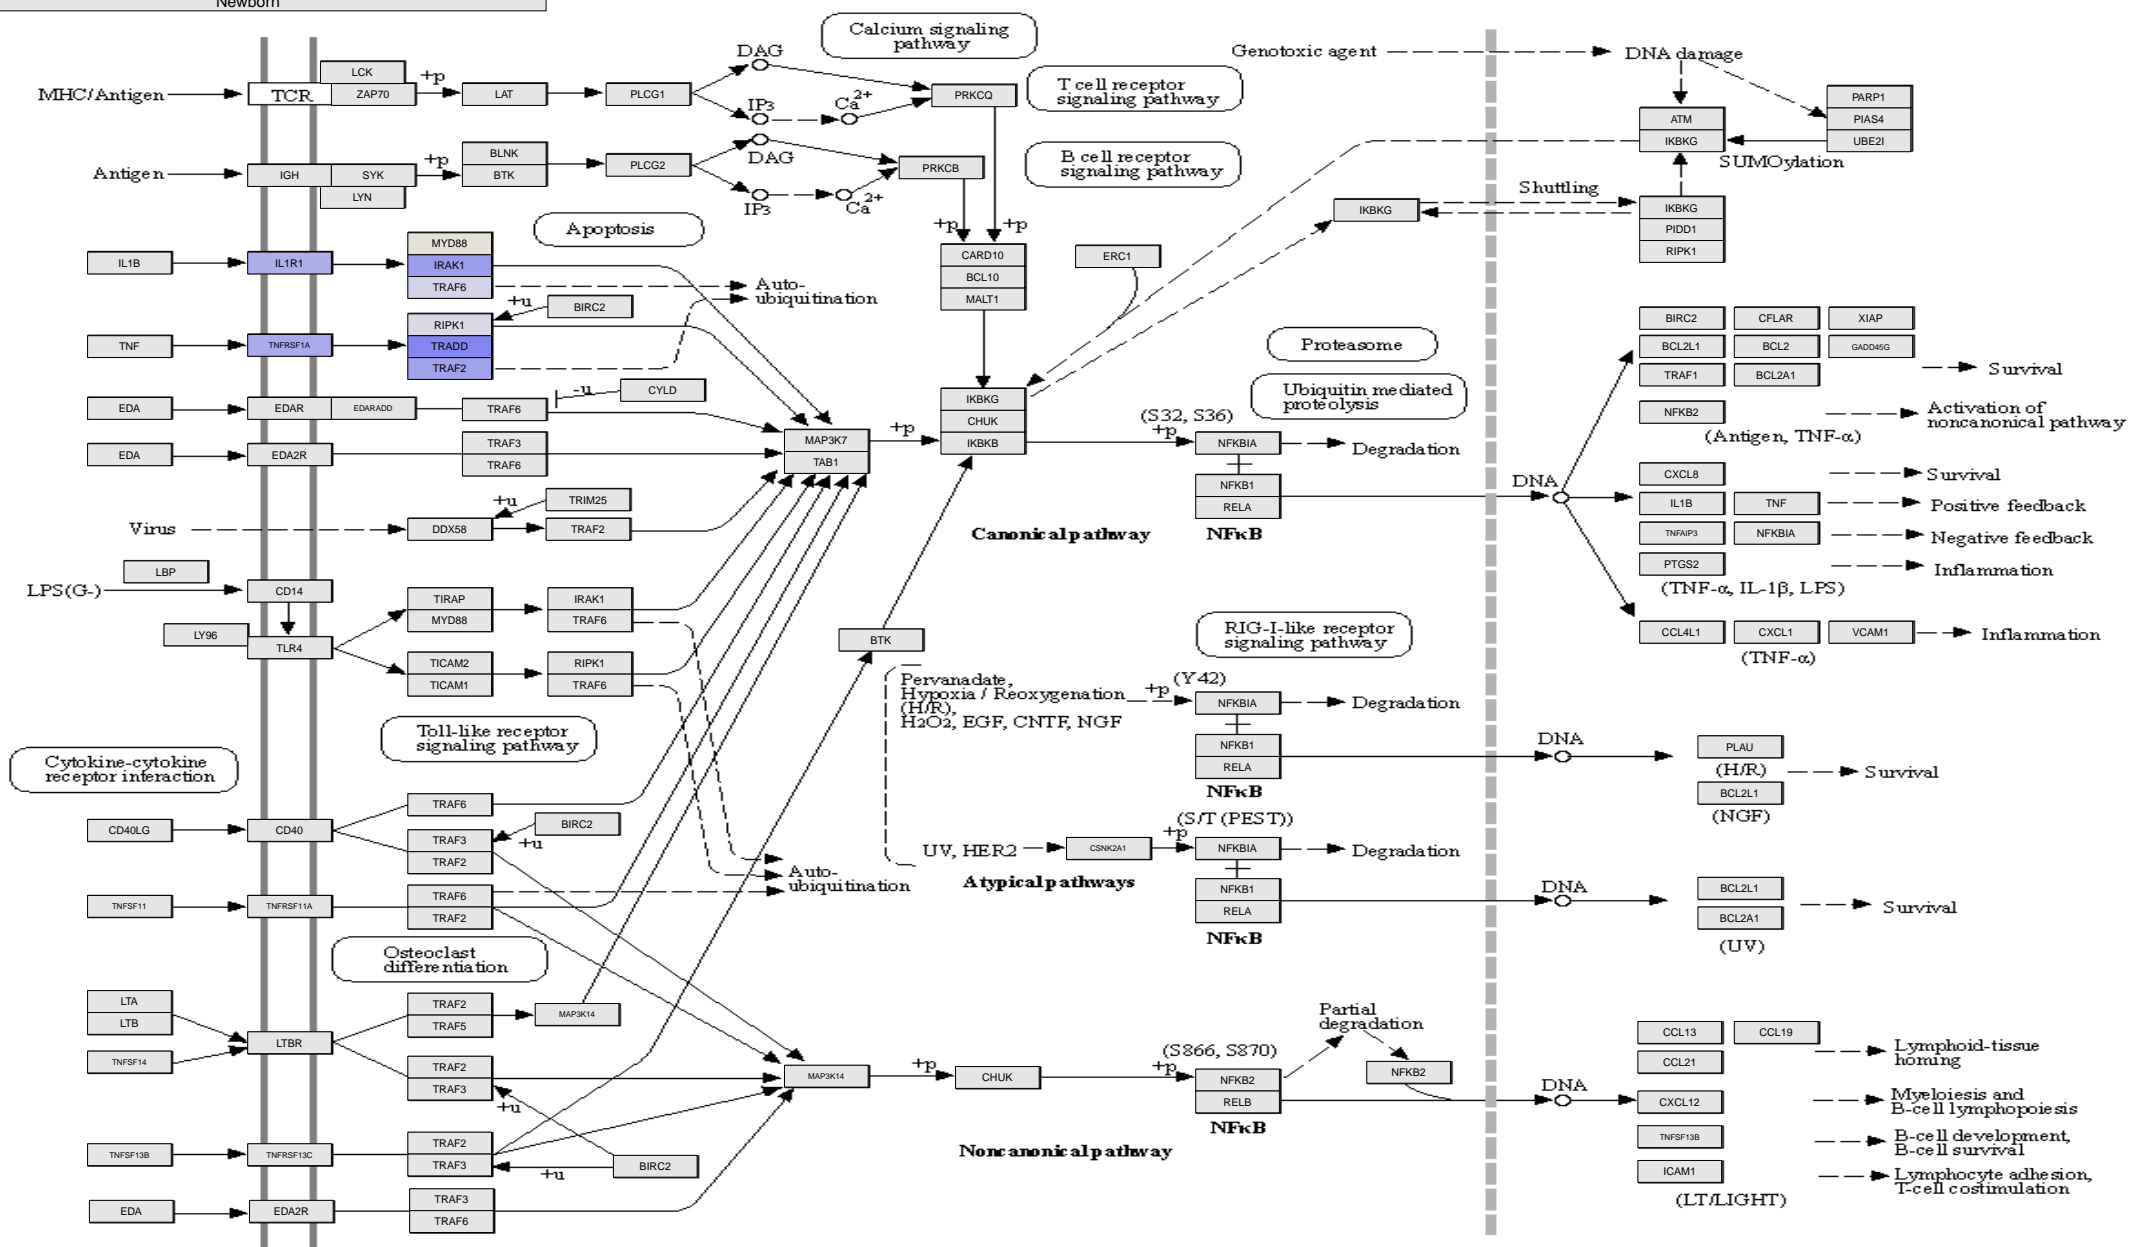 Newborn
Calcium signaling
pathway
DAG
Genotoxic agent
DNA damage
LCK
+p
MHC/Antigen
TCR
ZAP70
LAT
PLCG1
PRKCQ
T cell receptor
signaling pathway
IP3
Ca2+
PARP1
PIAS4
UBE2I
ATM
IKBKG
SUMOylation
BLNK
+p
DAG
Antigen
IGH
SYK
BTK
PLCG2
PRKCB
B cell receptor
signaling pathway
LYN
IP3
Ca2+
Shuttling
IKBKG
IKBKG
PIDD1
RIPK1
Apoptosis
+p
+p
MYD88
IL1B
IL1R1
IRAK1
TRAF6
Auto-
ubiquitination
CARD10
BCL10
MALT1
ERC1
+u
BIRC2
RIPK1
TNF
TNFRSF1A
TRADD
TRAF2
Proteasome
BIRC2
CFLAR
XIAP
BCL2L1
BCL2
GADD45G
TRAF1
BCL2A1
Survival
-u
CYLD
EDA
EDAR
EDARADD
TRAF6
IKBKG
CHUK
IKBKB
Ubiquitin mediated
proteolysis
NFKB2
Activation of
noncanonical pathway
(Antigen, TNF-α)
(S32, S36)
+p
+p
EDA
EDA2R
TRAF3
TRAF6
MAP3K7
TAB1
NFKBIA
Degradation
CXCL8
Survival
NFKB1
RELA
DNA
IL1B
TNF
Positive feedback
+u
TRIM25
Virus
DDX58
TRAF2
Canonical pathway
NFκB
TNFAIP3
NFKBIA
Negative feedback
PTGS2
Inflammation
(TNF-α, IL-1β, LPS)
LBP
LPS(G-)
CD14
TIRAP
MYD88
IRAK1
TRAF6
LY96
TLR4
TICAM2
TICAM1
RIPK1
TRAF6
BTK
RIG-I-like receptor
signaling pathway
CCL4L1
CXCL1
VCAM1
Inflammation
(TNF-α)
Pervanadate,
Hypoxia / Reoxygenation
(H/R),
H2O2, EGF, CNTF, NGF
+p
(Y42)
NFKBIA
Degradation
Toll-like receptor
signaling pathway
NFKB1
RELA
NFκB
DNA
PLAU
(H/R)
Survival
BCL2L1
(NGF)
Cytokine-cytokine
receptor interaction
TRAF6
CD40LG
CD40
TRAF3
TRAF2
BIRC2
+u
(S/T (PEST))
+p
UV, HER2
CSNK2A1
NFKBIA
Degradation
Auto-
ubiquitination
Atypical pathways
NFKB1
RELA
NFκB
DNA
BCL2L1
BCL2A1
Survival
(UV)
TNFSF11
TNFRSF11A
TRAF6
TRAF2
Osteoclast
differentiation
LTA
LTB
TNFSF14
LTBR
TRAF2
TRAF5
MAP3K14
TRAF2
TRAF3
+u
MAP3K14
+p
CHUK
(S866, S870)
+p
NFKB2
RELB
NFκB
Partial
degradation
NFKB2
DNA
CCL13
CCL19
CCL21
Lymphoid-tissue
homing
CXCL12
Myeloiesis and
B-cell lymphopoiesis
TNFSF13B
B-cell development,
B-cell survival
ICAM1
Lymphocyte adhesion,
T-cell costimulation
(LT/LIGHT)
Noncanonical pathway
TNFSF13B
TNFRSF13C
TRAF2
TRAF3
+u
BIRC2
EDA
EDA2R
TRAF3
TRAF6